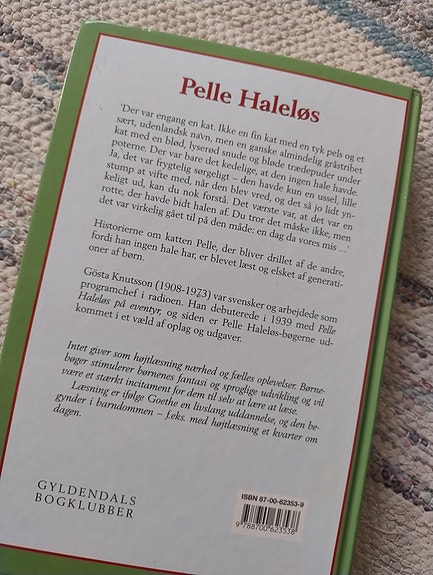 Pelle Haleløs
'Der var engang en kat. Ikke en fin kat med en tyk pels og et
sært, udenlandsk navn, men en ganske almindelig gråstribet
kat med en blød, lyserød snude og bløde trædepuder under
poterne. Der var bare det kedelige, at den ingen hale havde.
Ja, det var frygtelig sørgeligt – den havde kun en ussel, lille
stump at vifte med, når den blev vred, og det så jo lidt yn-
keligt ud, kan du nok forstå. Det værste var, at det var en
rotte, der havde bidt halen af. Du tror det måske ikke, men
det var virkelig gået til på den måde: en dag da vores mis ...'
Historierne om katten Pelle, der bliver drillet af de andre,
fordi han ingen hale har, er blevet læst og elsket af generati-
oner af børn.
Gösta Knutsson (1908-1973) var svensker og arbejdede som
programchef i radioen. Han debuterede i 1939 med Pelle
Haleløs på eventyr, og siden er Pelle Haleløs-bøgerne ud-
kommet i et væld af oplag og udgaver.
Intet giver som højtlæsning nærhed og fælles oplevelser. Børne-
bøger stimulerer børnenes fantasi og sproglige udvikling og vil
være et stærkt incitament for dem til selv at lære at læse.
Læsning er ifølge Goethe en livslang uddannelse, og den be-
gynder i barndommen – f.eks. med højtlæsning et kvarter om
dagen.
GYLDENDALS
BOGKLUBBER
ISBN 87-00-62353-9
9 788700 623538